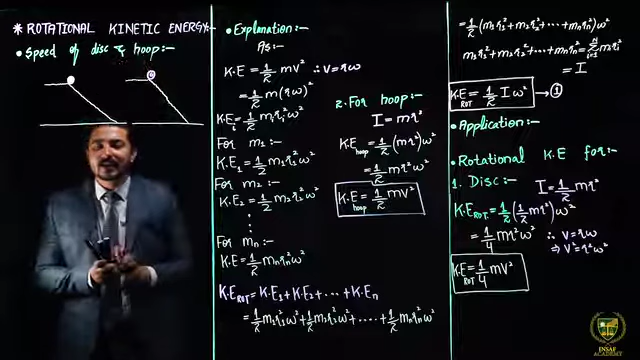 * ROTATIONAL KINETIC ENERGY:-
• Speed of disc & hoop:-
• Explanation:-
As:-
K.E = 1/2 mv² ∴ v=rω
= 1/2 m(rω)²
K.Eᵢ = 1/2 mᵢrᵢ²ω²
For m₁
K.E₁ = 1/2 m₁r₁²ω²
For m₂
K.E₂ = 1/2 m₂r₂²ω²
For mₙ
K.E = 1/2 mₙrₙ²ω²
K.E_ROT = K.E₁ + K.E₂ + ... + K.Eₙ
= 1/2 m₁r₁²ω² + 1/2 m₂r₂²ω² + .... + 1/2 mₙrₙ²ω²
2. For hoop:-
I = mr²
K.E_hoop = 1/2 (mr²)ω²
= 1/2 mr²ω²
K.E_hoop = 1/2 mv²
= 1/2 (m₁r₁² + m₂r₂² + ... + mₙrₙ²)ω²
m₁r₁² + m₂r₂² + ... + mₙrₙ² = Σᵢ₌₁ᴺ mᵢrᵢ²
= I
K.E_ROT = 1/2 I ω² → ①
• Application:-
• Rotational K.E for:-
1. Disc:- I = 1/2 mr²
K.E_ROT = 1/2 (1/2 mr²)ω²
= 1/4 mr²ω² ∴ v=rω
⇒ v²=r²ω²
K.E_ROT = 1/4 mv²
INSAF
ACADEMY